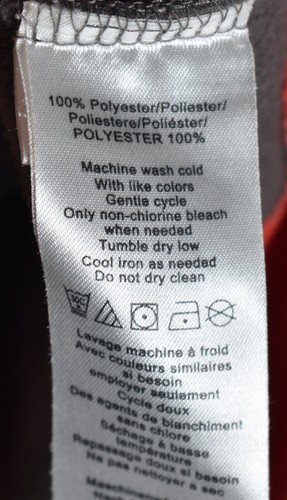 100% Polyester/Poliester/
Poliestere/Poliéster/
POLYESTER 100%
Machine wash cold
With like colors
Gentle cycle
Only non-chlorine bleach
when needed
Tumble dry low
Cool iron as needed
Do not dry clean
30C
Lavage machine à froid
Avec couleurs similaires
si besoin
employer seulement
Cycle doux
Des agents de blanchiment
sans chlore
Séchage à basse
température
Repassage doux si besoin
Ne pas nettoyer a sec